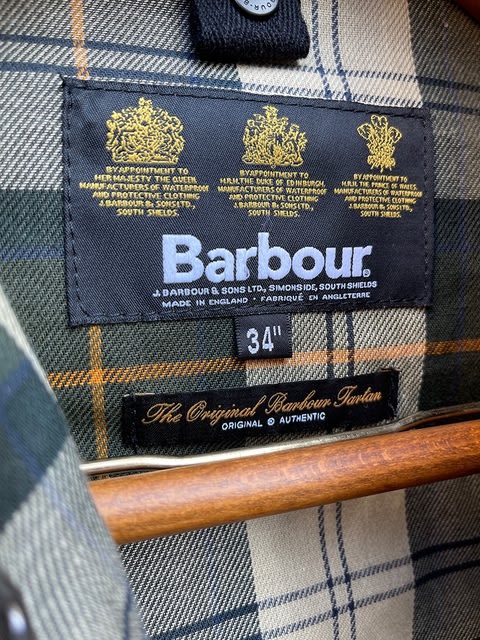 BY APPOINTMENT TO
HER MAJESTY THE QUEEN
MANUFACTURERS OF WATERPROOF
AND PROTECTIVE CLOTHING
J. BARBOUR & SONS LTD.,
SOUTH SHIELDS.
BY APPOINTMENT TO
H.R.H. THE DUKE OF EDINBURGH,
MANUFACTURERS OF WATERPROOF
AND PROTECTIVE CLOTHING
J. BARBOUR & SONS LTD.,
SOUTH SHIELDS.
BY APPOINTMENT TO
H.R.H. THE PRINCE OF WALES,
MANUFACTURERS OF WATERPROOF
AND PROTECTIVE CLOTHING
J. BARBOUR & SONS LTD.,
SOUTH SHIELDS.
Barbour®
J. BARBOUR & SONS LTD., SIMONSIDE, SOUTH SHIELDS
MADE IN ENGLAND · FABRIQUÉ EN ANGLETERRE
34"
The Original Barbour Tartan
ORIGINAL © AUTHENTIC